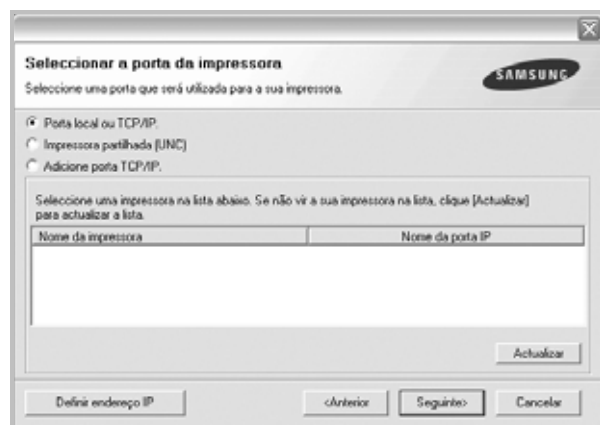 Seleccionar a porta da impressora
SAMSUNG
Seleccione uma porta que será utilizada para a sua impressora.
Porta local ou TCP/IP.
Impressora partilhada (UNC)
Adicione porta TCP/IP.
Seleccione uma impressora na lista abaixo. Se não vir a sua impressora na lista, clique [Actualizar]
para actualizar a lista.
Nome da impressora Nome da porta IP
Actualizar
Definir endereço IP <Anterior Seguinte> Cancelar